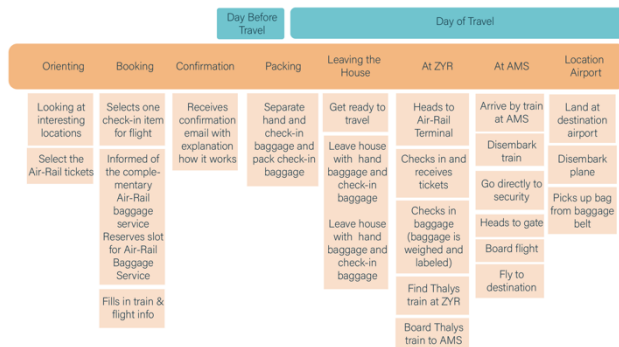 Day Before
Travel
Day of Travel
Orienting
Booking
Confirmation
Packing
Leaving the
House
At ZYR
At AMS
Location
Airport
Looking at
interesting
locations
Select the
Air-Rail tickets
Selects one
check-in item
for flight
Informed of the
comple-
mentary
Air-Rail
baggage
service
Reserves slot
for Air-Rail
Baggage
Service
Fills in train &
flight info
Receives
confirmation
email with
explanation
how it works
Separate
hand and
check-in
baggage and
pack check-in
baggage
Get ready to
travel
Leave house
with hand
baggage and
check-in
baggage
Leave house
with hand
baggage and
check-in
baggage
Heads to
Air-Rail
Terminal
Checks in and
receives
tickets
Checks in
baggage
(baggage is
weighed and
labeled)
Find Thalys
train at ZYR
Board Thalys
train to AMS
Arrive by train
at AMS
Disembark
train
Go directly to
security
Heads to gate
Board flight
Fly to
destination
Land at
destination
airport
Disembark
plane
Picks up bag
from baggage
belt